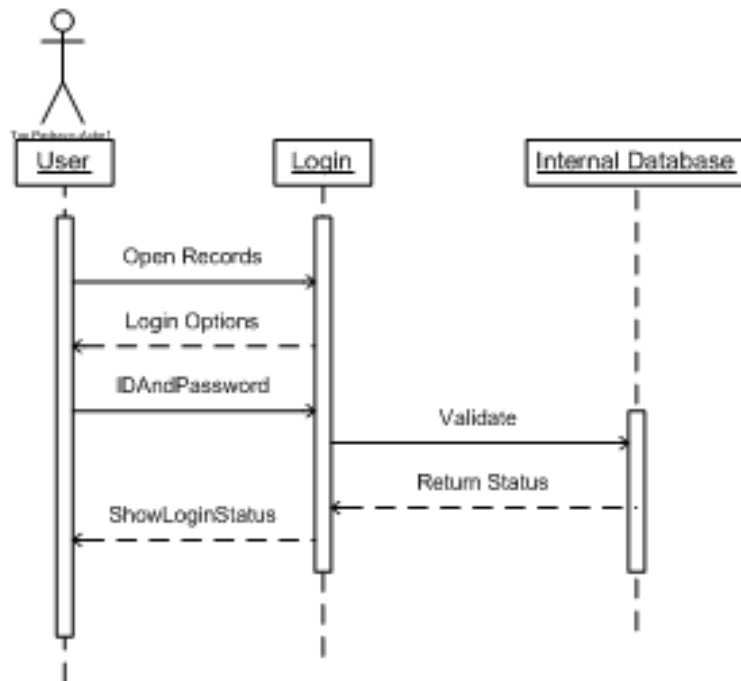 User
Login
Internal Database
Open Records
Login Options
IDAndPassword
Validate
Return Status
ShowLoginStatus